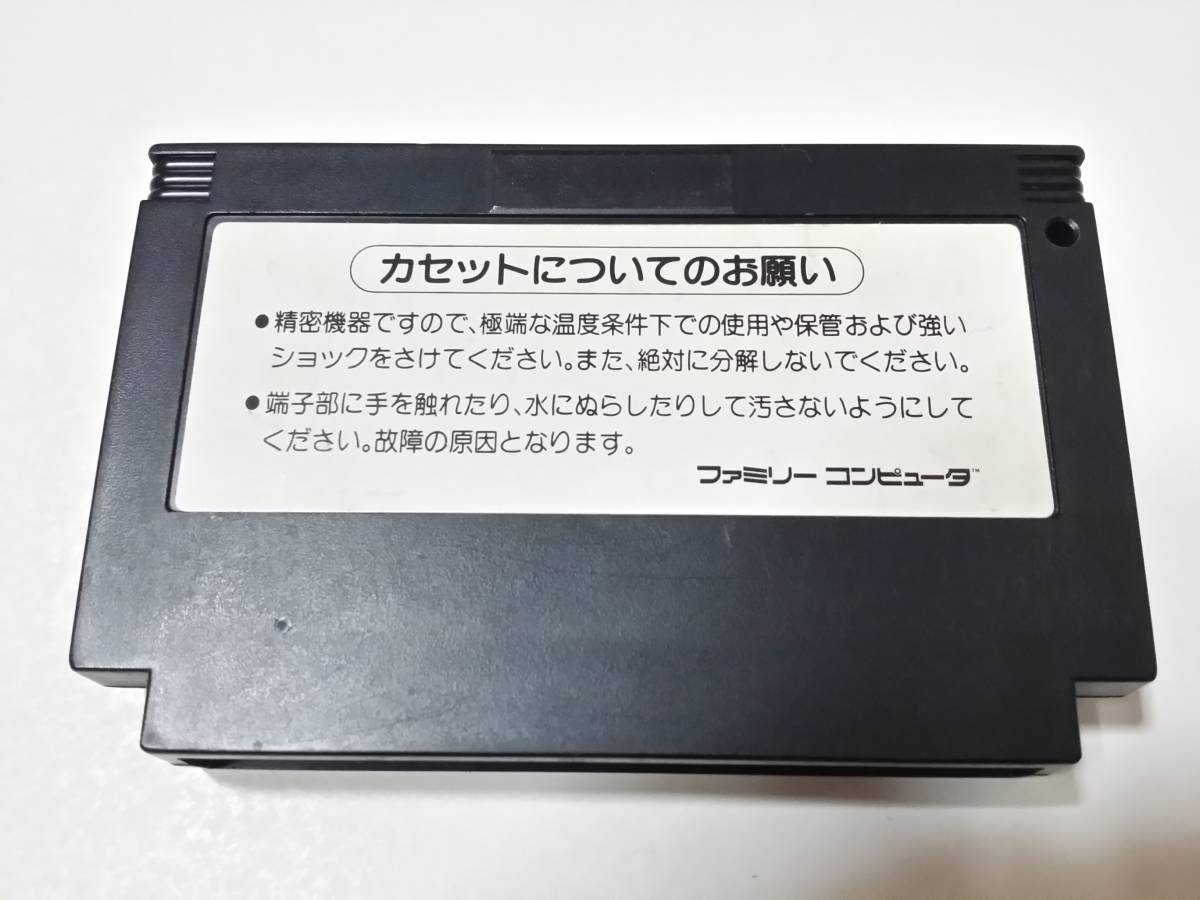 カセットについてのお願い
●精密機器ですので、極端な温度条件下での使用や保管および強い
ショックをさけてください。また、絶対に分解しないでください。
●端子部に手を触れたり、水にぬらしたりして汚さないようにして
ください。故障の原因となります。
ファミリー コンピュータ™